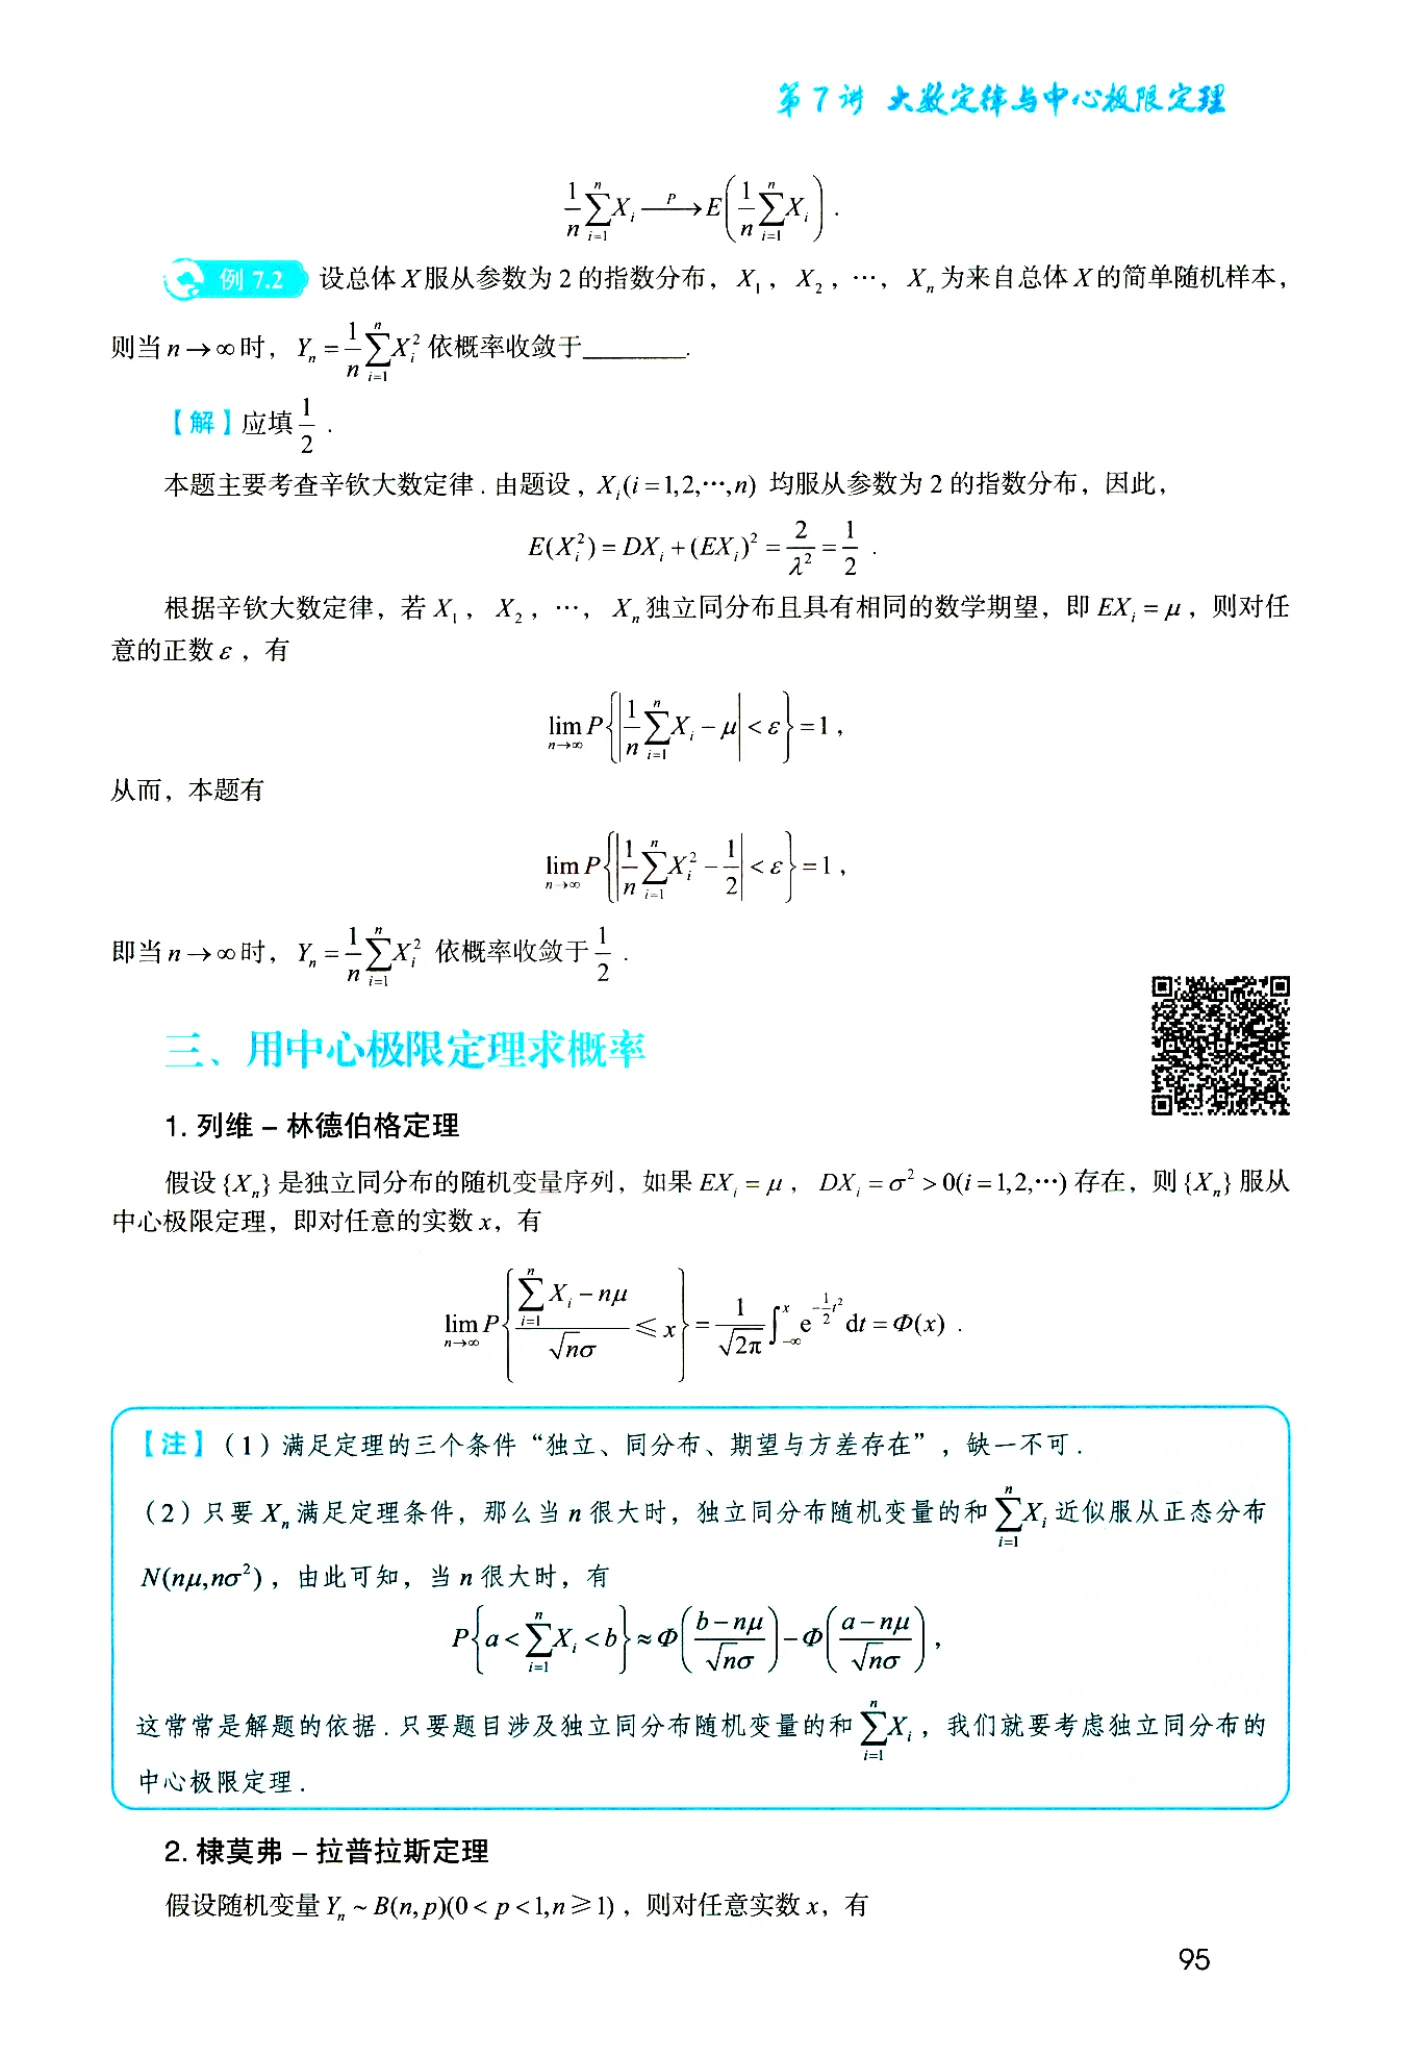 第7讲 大数定律与中心极限定理
$$\frac{1}{n}\sum_{i=1}^{n}X_i \xrightarrow{P} E\left(\frac{1}{n}\sum_{i=1}^{n}X_i\right).$$
例 7.2 设总体 $X$ 服从参数为 2 的指数分布，$X_1$，$X_2$，…，$X_n$ 为来自总体 $X$ 的简单随机样本，
则当 $n\to\infty$ 时，$Y_n=\frac{1}{n}\sum_{i=1}^{n}X_i^2$ 依概率收敛于________.
【解】应填 $\frac{1}{2}$ .
本题主要考查辛钦大数定律. 由题设，$X_i(i=1,2,\cdots,n)$ 均服从参数为 2 的指数分布，因此，
$$E(X_i^2)=DX_i+(EX_i)^2=\frac{2}{\lambda^2}=\frac{1}{2}.$$
根据辛钦大数定律，若 $X_1$，$X_2$，…，$X_n$ 独立同分布且具有相同的数学期望，即 $EX_i=\mu$，则对任
意的正数 $\varepsilon$，有
$$\lim_{n\to\infty}P\left\{\left|\frac{1}{n}\sum_{i=1}^{n}X_i-\mu\right|<\varepsilon\right\}=1,$$
从而，本题有
$$\lim_{n\to\infty}P\left\{\left|\frac{1}{n}\sum_{i=1}^{n}X_i^2-\frac{1}{2}\right|<\varepsilon\right\}=1,$$
即当 $n\to\infty$ 时，$Y_n=\frac{1}{n}\sum_{i=1}^{n}X_i^2$ 依概率收敛于 $\frac{1}{2}$ .
三、用中心极限定理求概率
1. 列维 – 林德伯格定理
假设 $\{X_n\}$ 是独立同分布的随机变量序列，如果 $EX_i=\mu$，$DX_i=\sigma^2>0(i=1,2,\cdots)$ 存在，则 $\{X_n\}$ 服从
中心极限定理，即对任意的实数 $x$，有
$$\lim_{n\to\infty}P\left\{\frac{\sum_{i=1}^{n}X_i-n\mu}{\sqrt{n}\sigma}\leqslant x\right\}=\frac{1}{\sqrt{2\pi}}\int_{-\infty}^{x}e^{-\frac{1}{2}t^2}dt=\Phi(x).$$
【注】（1）满足定理的三个条件“独立、同分布、期望与方差存在”，缺一不可.
（2）只要 $X_n$ 满足定理条件，那么当 $n$ 很大时，独立同分布随机变量的和 $\sum_{i=1}^{n}X_i$ 近似服从正态分布
$N(n\mu,n\sigma^2)$，由此可知，当 $n$ 很大时，有
$$P\left\{a<\sum_{i=1}^{n}X_i<b\right\}\approx\Phi\left(\frac{b-n\mu}{\sqrt{n}\sigma}\right)-\Phi\left(\frac{a-n\mu}{\sqrt{n}\sigma}\right),$$
这常常是解题的依据. 只要题目涉及独立同分布随机变量的和 $\sum_{i=1}^{n}X_i$，我们就要考虑独立同分布的
中心极限定理.
2. 棣莫弗 – 拉普拉斯定理
假设随机变量 $Y_n\sim B(n,p)(0<p<1,n\geqslant 1)$，则对任意实数 $x$，有
95